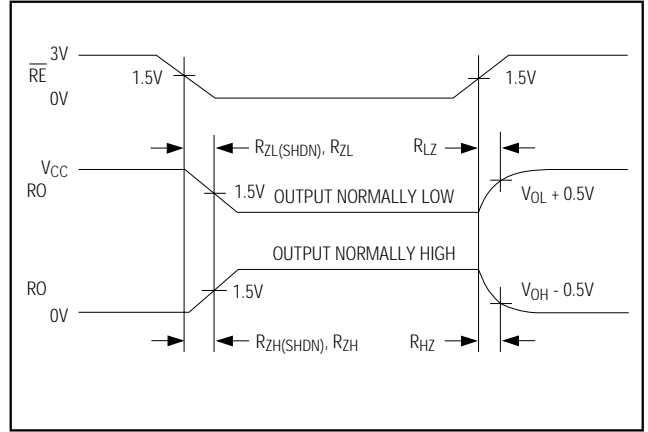 3V
RE
1.5V
1.5V
0V
RZL(SHDN), RZL
RLZ
VCC
RO
1.5V
OUTPUT NORMALLY LOW
VOL + 0.5V
OUTPUT NORMALLY HIGH
RO
1.5V
VOH - 0.5V
0V
RZH(SHDN), RZH
RHZ